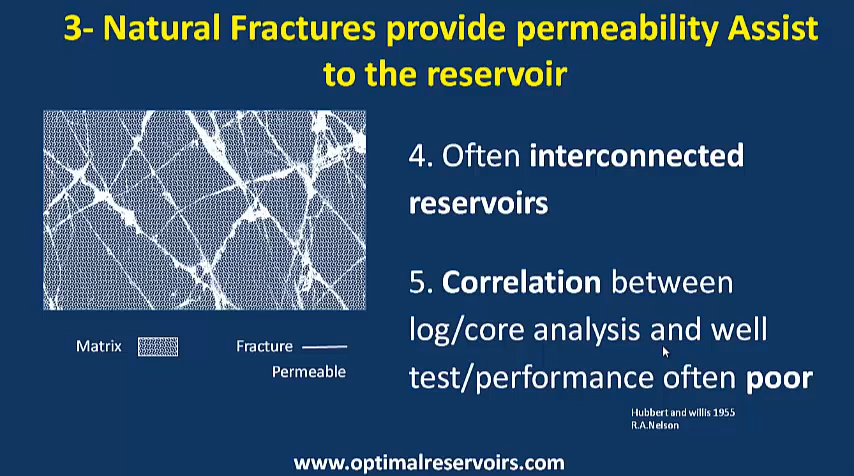 3- Natural Fractures provide permeability Assist
to the reservoir
4. Often interconnected
reservoirs
5. Correlation between
log/core analysis and well
test/performance often poor
Matrix
Fracture
Permeable
Hubbert and willis 1955
R.A.Nelson
www.optimalreservoirs.com